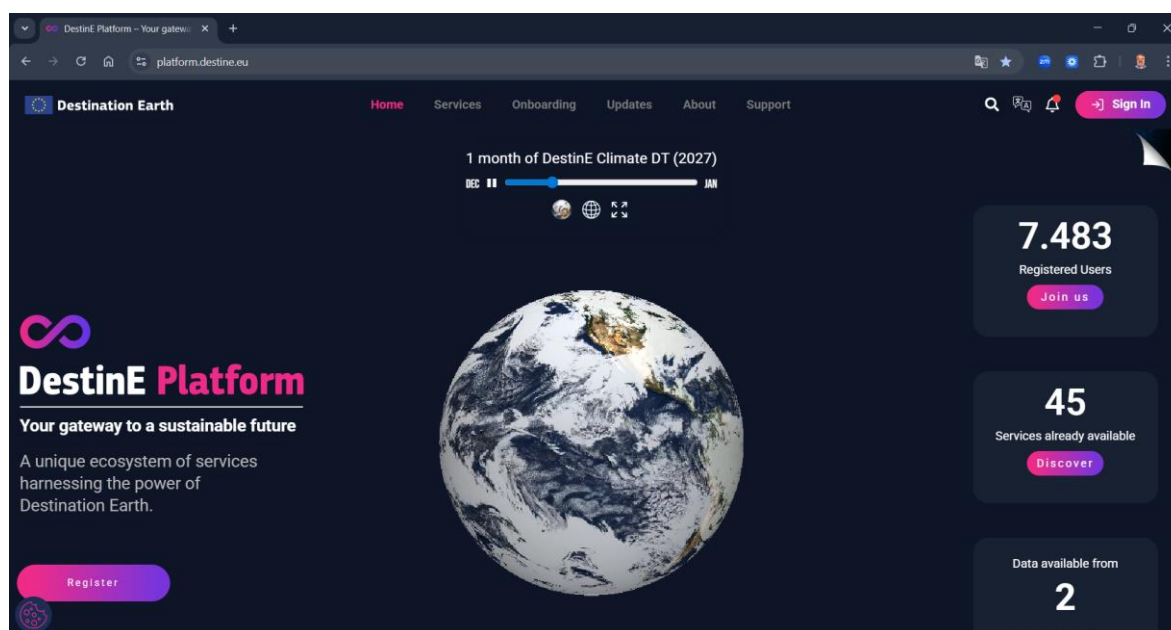 DestinE Platform – Your gatew
platform.destine.eu
Destination Earth
Home Services Onboarding Updates About Support
Sign In
1 month of DestinE Climate DT (2027)
DEC JAN
7.483
Registered Users
Join us
DestinE Platform
Your gateway to a sustainable future
A unique ecosystem of services
harnessing the power of
Destination Earth.
Register
45
Services already available
Discover
Data available from
2